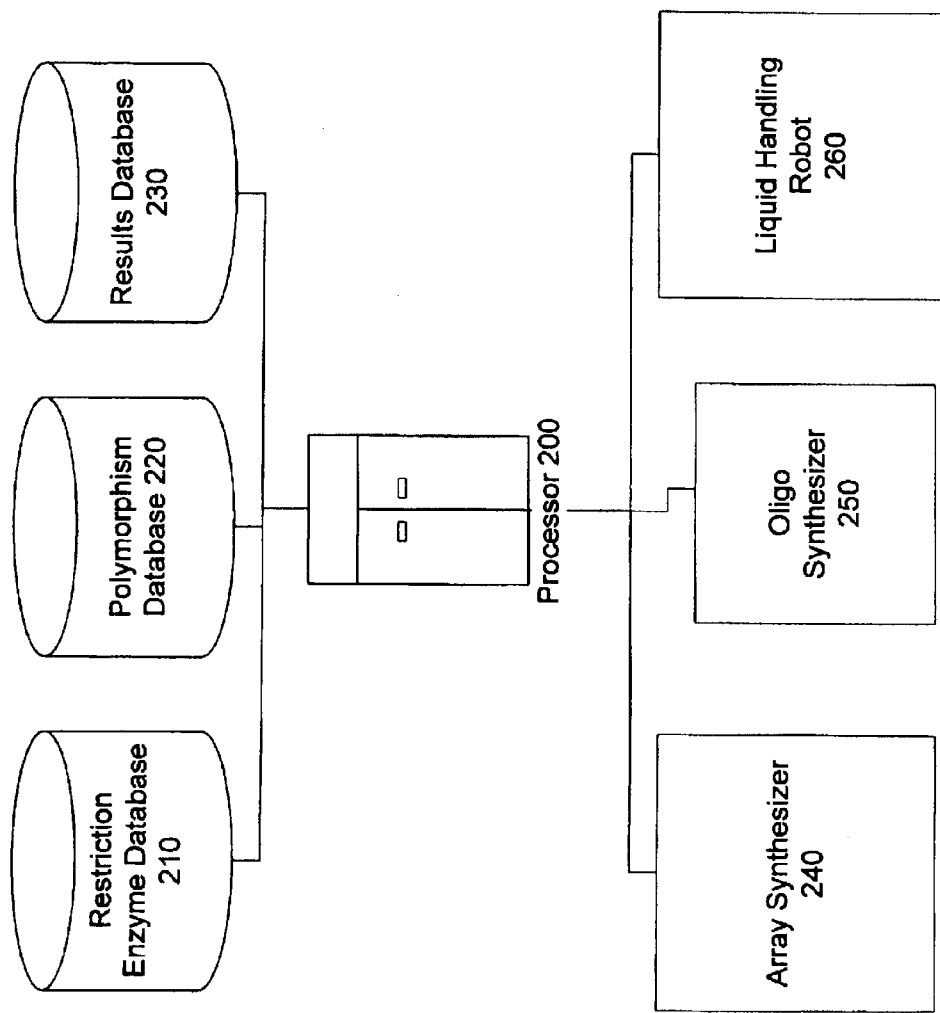 Restriction
Enzyme Database
210
Polymorphism
Database 220
Results Database
230
Processor 200
Array Synthesizer
240
Oligo
Synthesizer
250
Liquid Handling
Robot
260